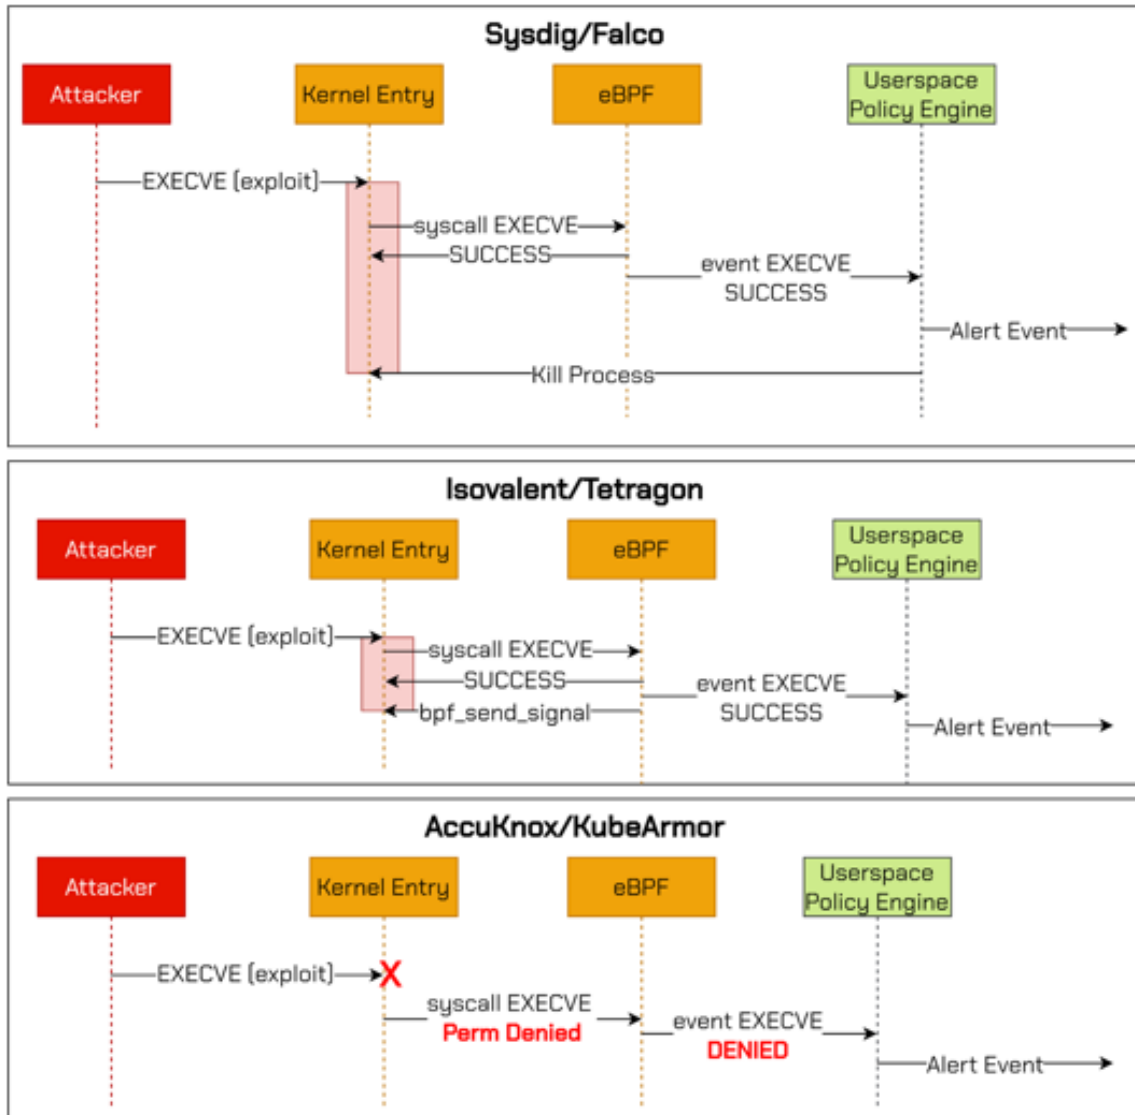 Sysdig/Falco
Attacker
Kernel Entry
eBPF
Userspace
Policy Engine
EXECVE (exploit)
syscall EXECVE
SUCCESS
event EXECVE
SUCCESS
Alert Event
Kill Process
Isovalent/Tetragon
Attacker
Kernel Entry
eBPF
Userspace
Policy Engine
EXECVE (exploit)
syscall EXECVE
SUCCESS
event EXECVE
SUCCESS
bpf_send_signal
Alert Event
AccuKnox/KubeArmor
Attacker
Kernel Entry
eBPF
Userspace
Policy Engine
EXECVE (exploit)
X
syscall EXECVE
Perm Denied
event EXECVE
DENIED
Alert Event